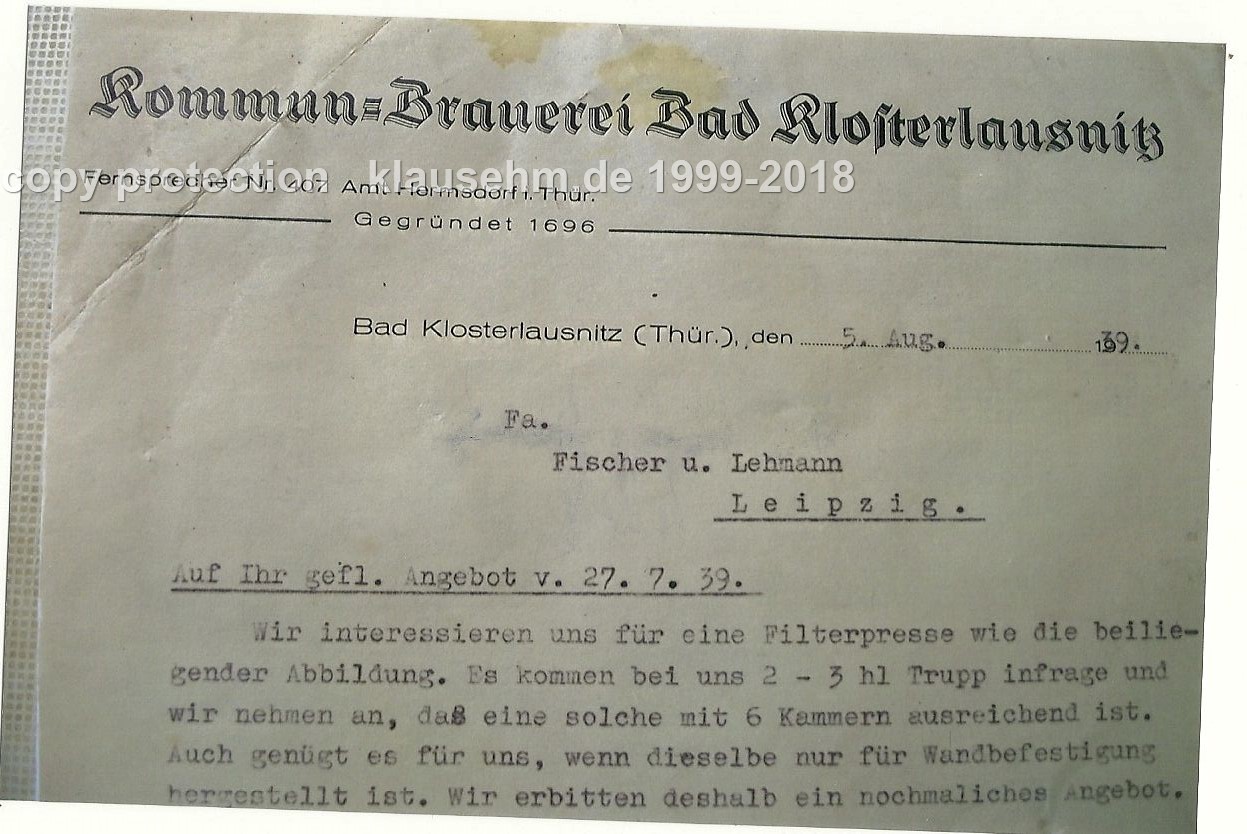 Kommun=Brauerei Bad Klosterlausnitz
copy protection klausehm.de 1999-2018
Fernsprecher Nr. 407 Amt Hermsdorf i. Thür.
Gegründet 1696
Bad Klosterlausnitz (Thür.), den 5. Aug. 1939.
Fa.
Fischer u. Lehmann
Leipzig.
Auf Ihr gefl. Angebot v. 27. 7. 39.
Wir interessieren uns für eine Filterpresse wie die beilie-
gender Abbildung. Es kommen bei uns 2 - 3 hl Trupp infrage und
wir nehmen an, daß eine solche mit 6 Kammern ausreichend ist.
Auch genügt es für uns, wenn dieselbe nur für Wandbefestigung
hergestellt ist. Wir erbitten deshalb ein nochmaliches Angebot.